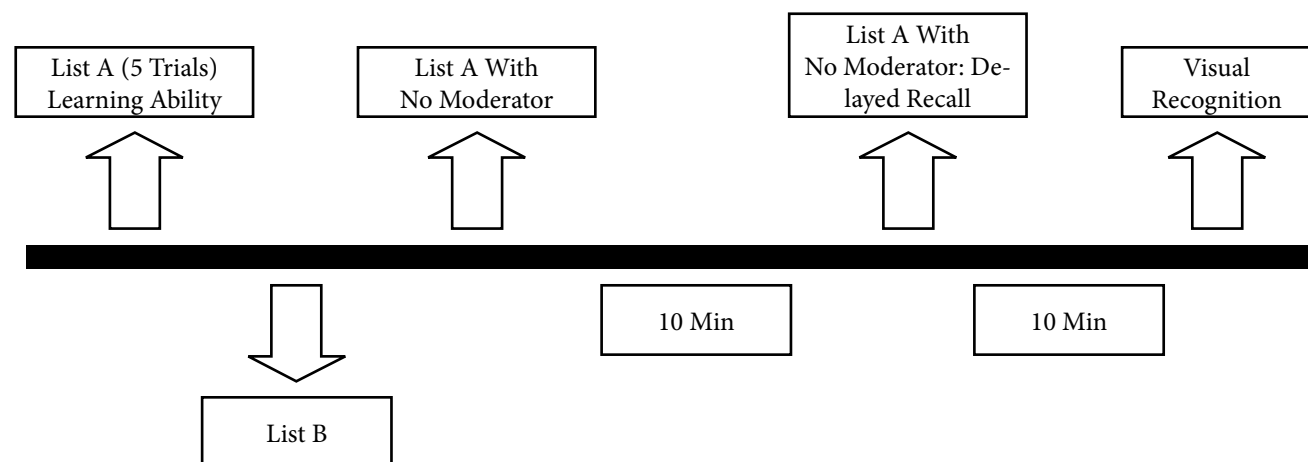 List A (5 Trials)
Learning Ability
List A With
No Moderator
List A With
No Moderator: De-
layed Recall
Visual
Recognition
10 Min
10 Min
List B